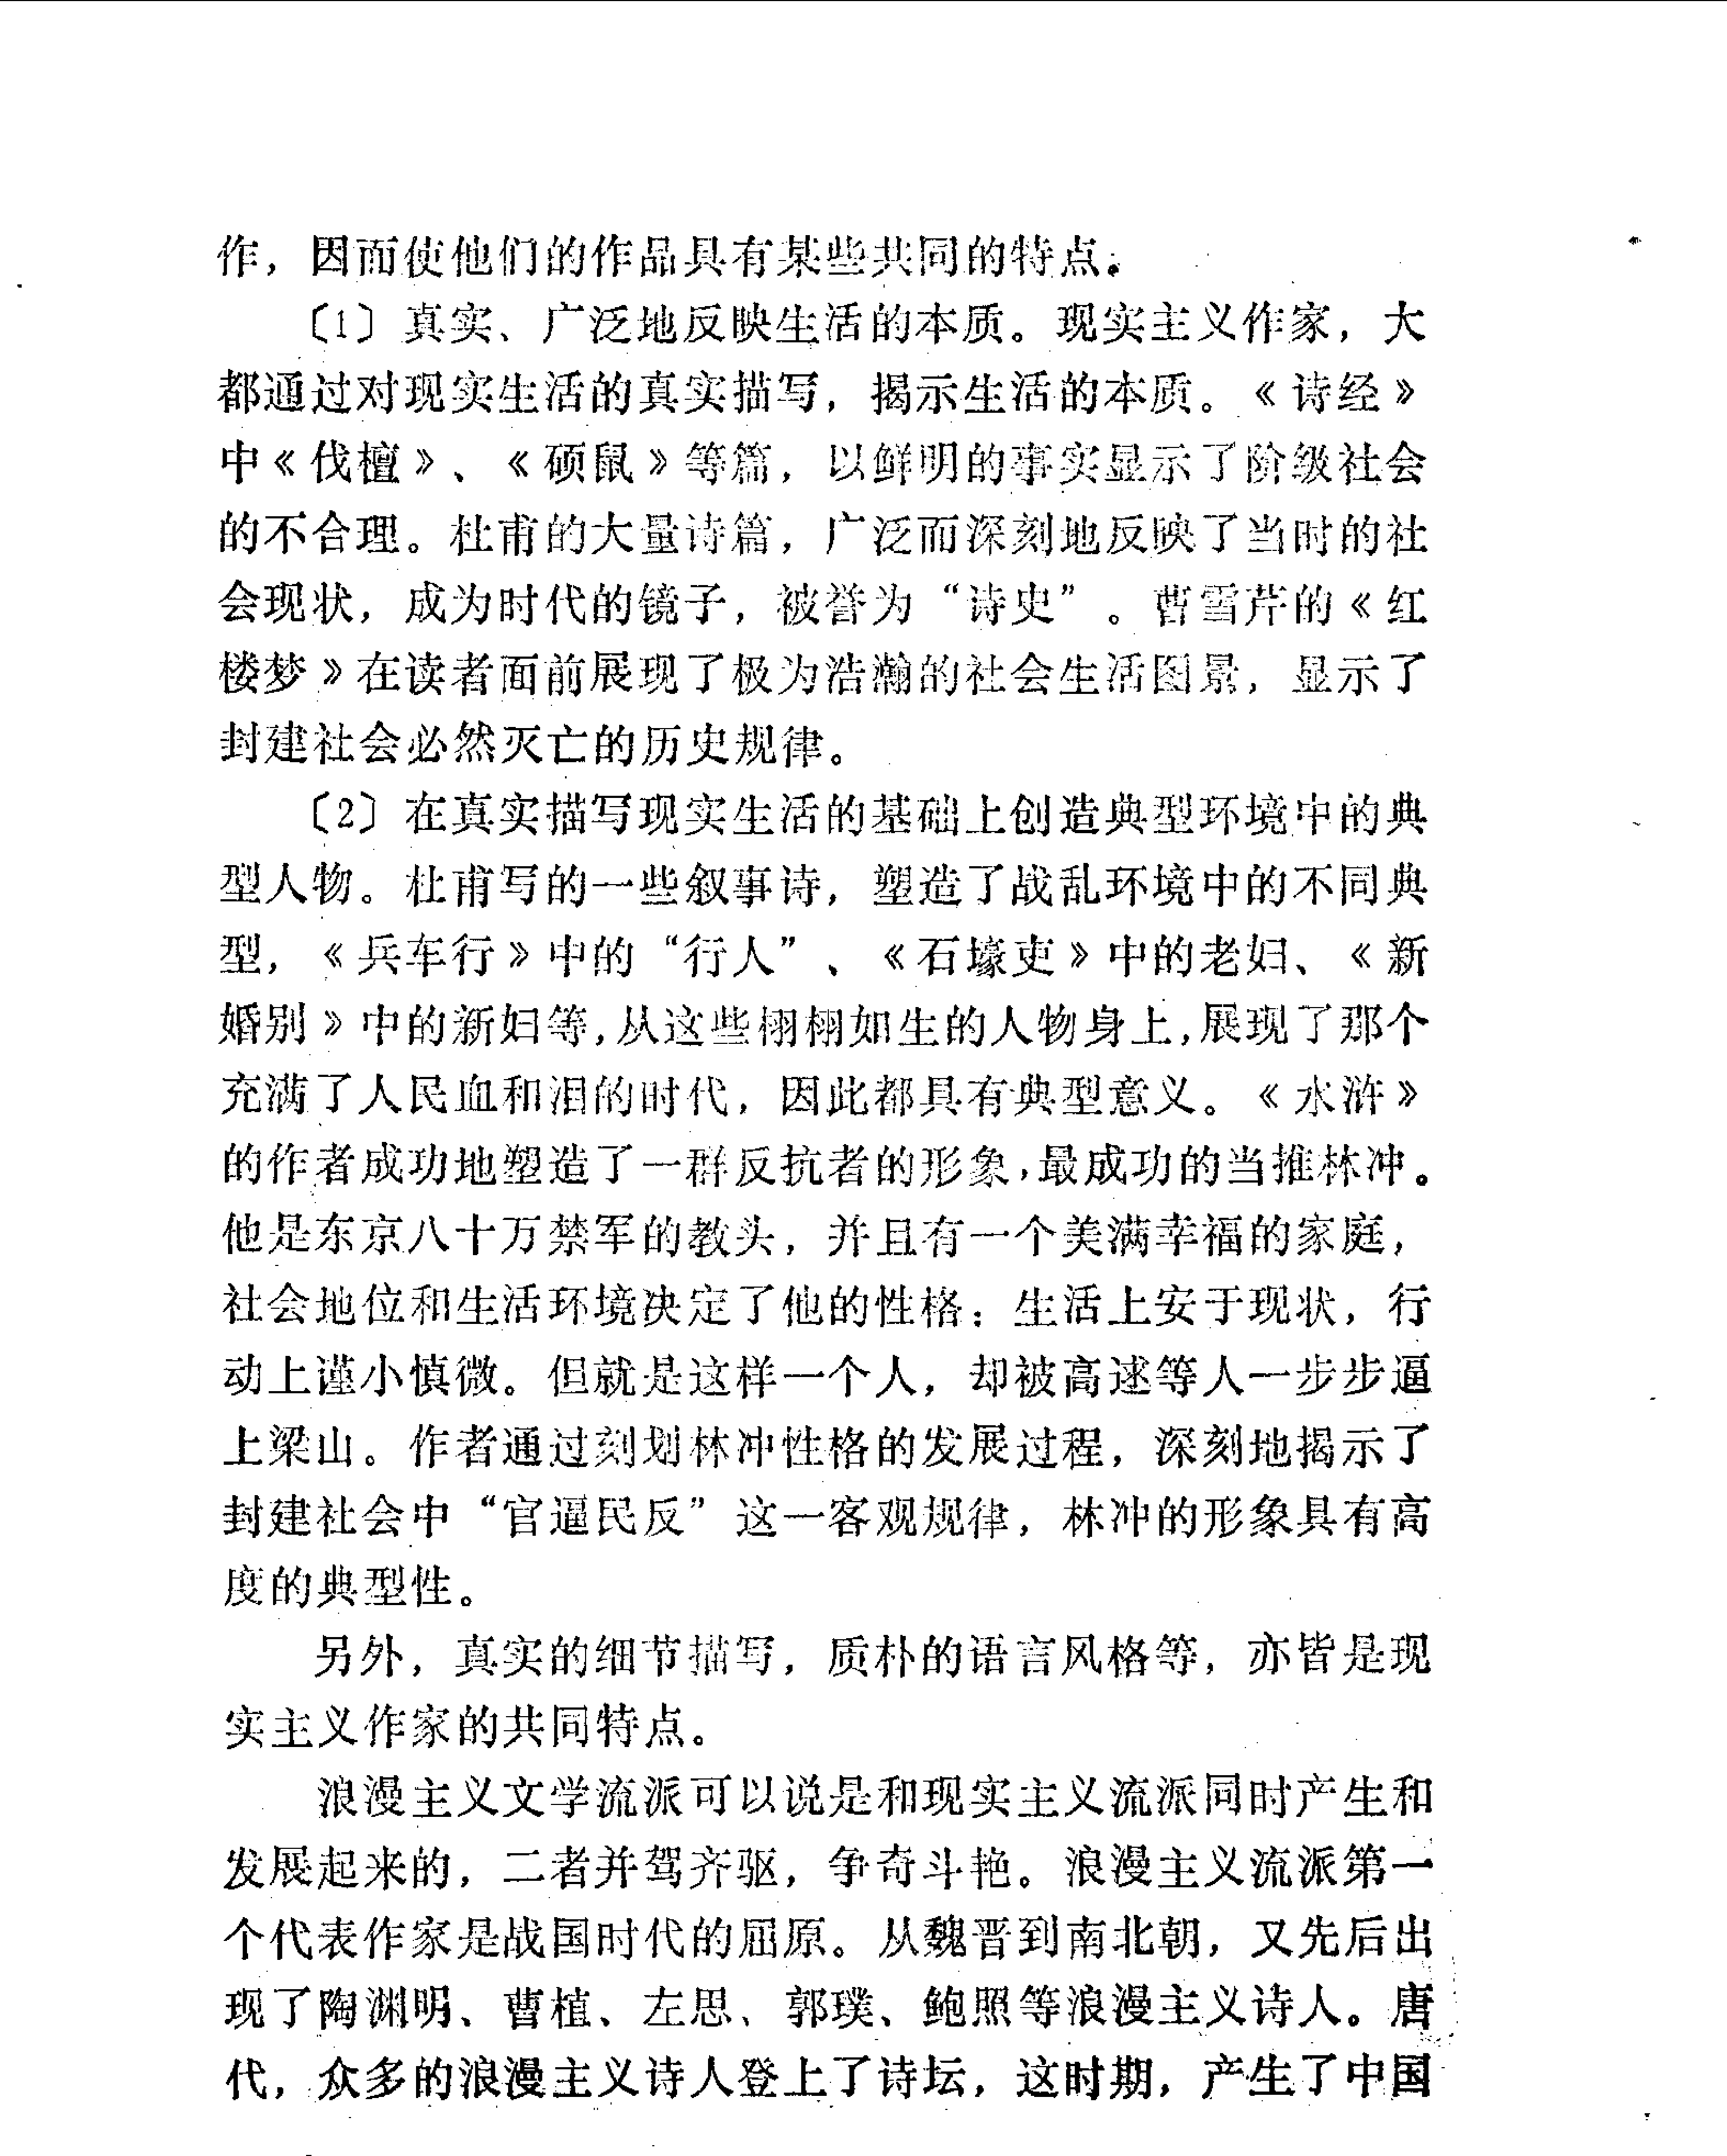 作，因而使他们的作品具有某些共同的特点。
〔1〕真实、广泛地反映生活的本质。现实主义作家，大
都通过对现实生活的真实描写，揭示生活的本质。《诗经》
中《伐檀》、《硕鼠》等篇，以鲜明的事实显示了阶级社会
的不合理。杜甫的大量诗篇，广泛而深刻地反映了当时的社
会现状，成为时代的镜子，被誉为“诗史”。曹雪芹的《红
楼梦》在读者面前展现了极为浩瀚的社会生活图景，显示了
封建社会必然灭亡的历史规律。
〔2〕在真实描写现实生活的基础上创造典型环境中的典
型人物。杜甫写的一些叙事诗，塑造了战乱环境中的不同典
型，《兵车行》中的“行人”、《石壕吏》中的老妇、《新
婚别》中的新妇等，从这些栩栩如生的人物身上，展现了那个
充满了人民血和泪的时代，因此都具有典型意义。《水浒》
的作者成功地塑造了一群反抗者的形象，最成功的当推林冲。
他是东京八十万禁军的教头，并且有一个美满幸福的家庭，
社会地位和生活环境决定了他的性格：生活上安于现状，行
动上谨小慎微。但就是这样一个人，却被高逑等人一步步逼
上梁山。作者通过刻划林冲性格的发展过程，深刻地揭示了
封建社会中“官逼民反”这一客观规律，林冲的形象具有高
度的典型性。
另外，真实的细节描写，质朴的语言风格等，亦皆是现
实主义作家的共同特点。
浪漫主义文学流派可以说是和现实主义流派同时产生和
发展起来的，二者并驾齐驱，争奇斗艳。浪漫主义流派第一
个代表作家是战国时代的屈原。从魏晋到南北朝，又先后出
现了陶渊明、曹植、左思、郭璞、鲍照等浪漫主义诗人。唐
代，众多的浪漫主义诗人登上了诗坛，这时期，产生了中国